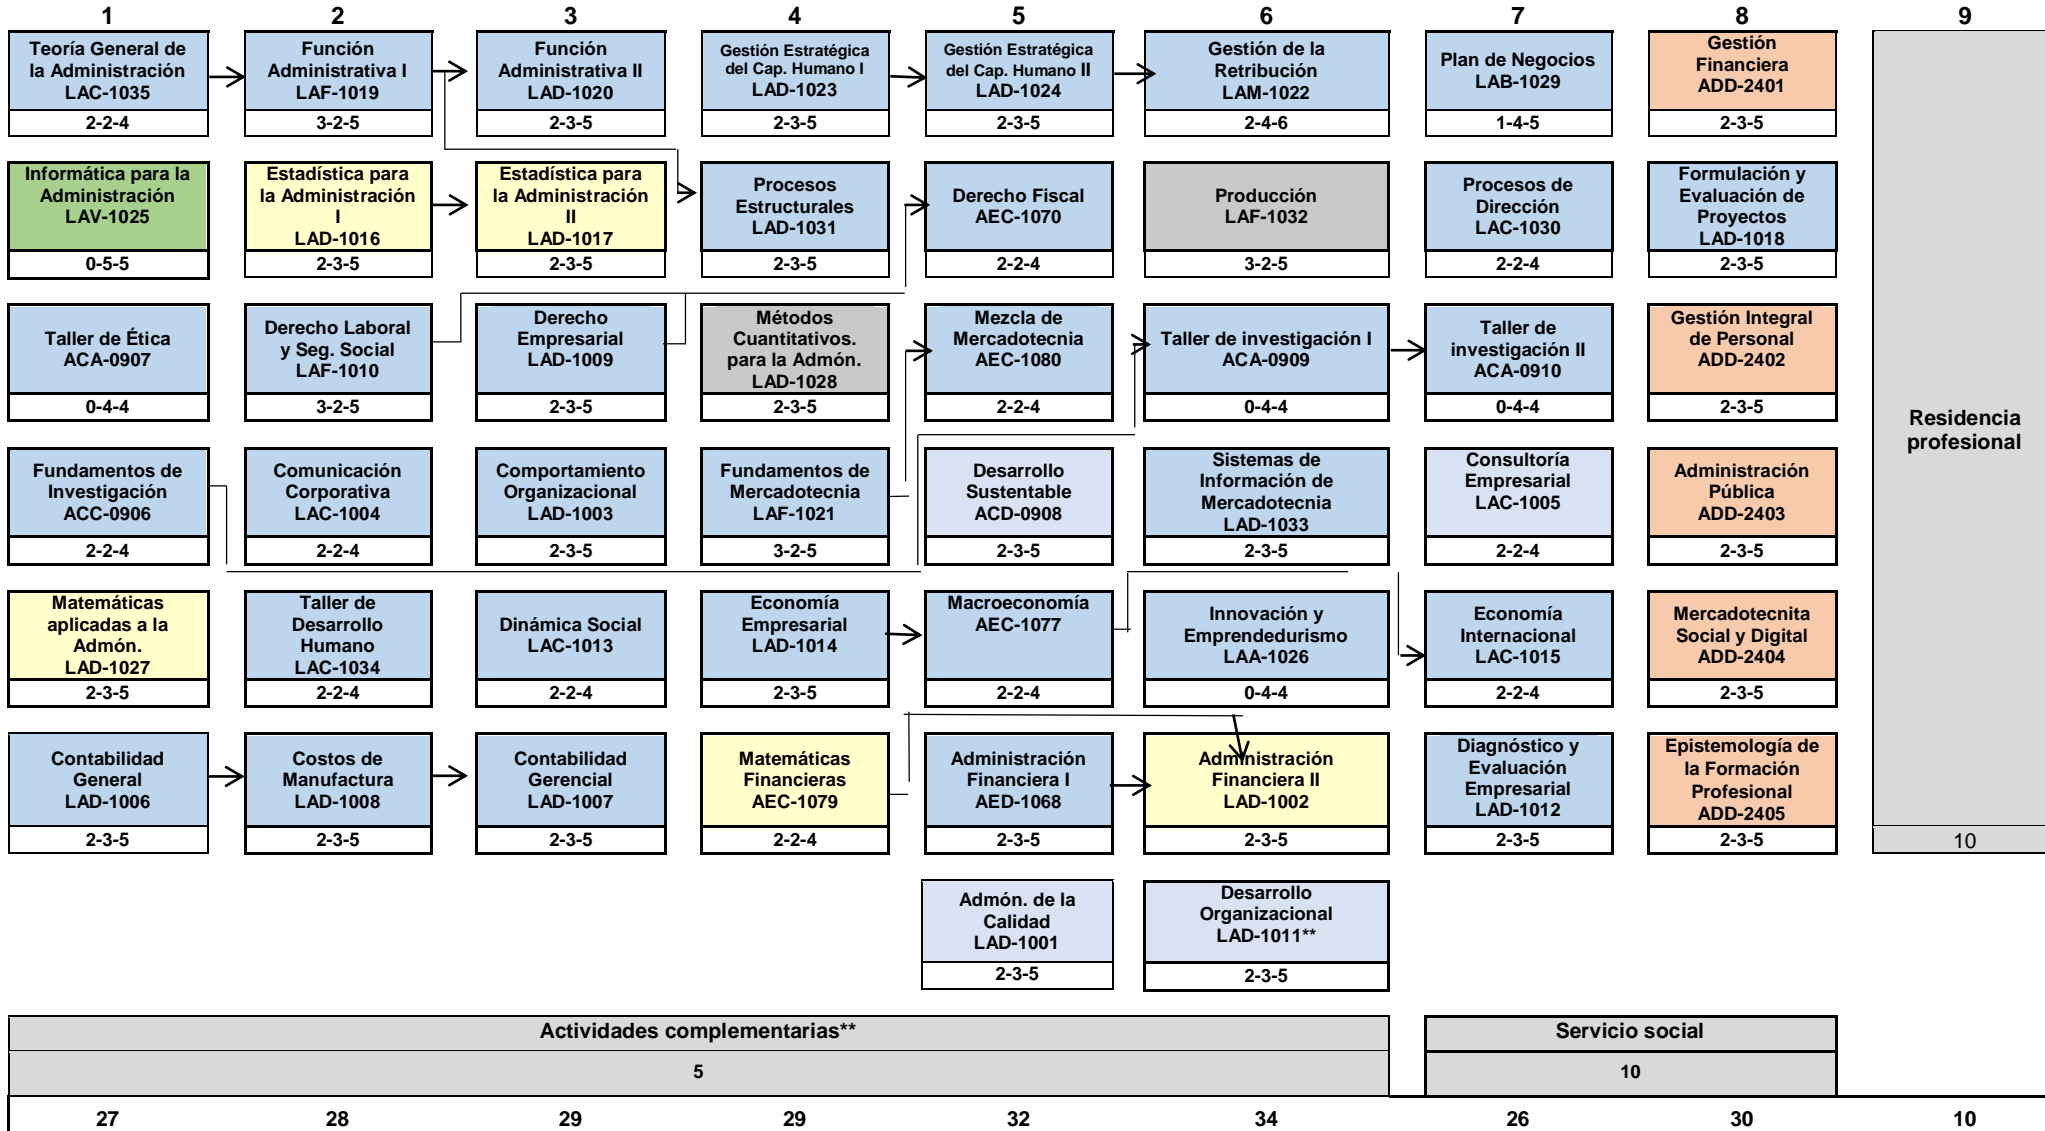 1 2 3 4 5 6 7 8 9
Teoría General de
la Administración
LAC-1035
2-2-4
Función
Administrativa I
LAF-1019
3-2-5
Función
Administrativa II
LAD-1020
2-3-5
Gestión Estratégica
del Cap. Humano I
LAD-1023
2-3-5
Gestión Estratégica
del Cap. Humano II
LAD-1024
2-3-5
Gestión de la
Retribución
LAM-1022
2-4-6
Plan de Negocios
LAB-1029
1-4-5
Gestión
Financiera
ADD-2401
2-3-5
Informática para la
Administración
LAV-1025
0-5-5
Estadística para
la Administración
I
LAD-1016
2-3-5
Estadística para
la Administración
II
LAD-1017
2-3-5
Procesos
Estructurales
LAD-1031
2-3-5
Derecho Fiscal
AEC-1070
2-2-4
Producción
LAF-1032
3-2-5
Procesos de
Dirección
LAC-1030
2-2-4
Formulación y
Evaluación de
Proyectos
LAD-1018
2-3-5
Taller de Ética
ACA-0907
0-4-4
Derecho Laboral
y Seg. Social
LAF-1010
3-2-5
Derecho
Empresarial
LAD-1009
2-3-5
Métodos
Cuantitativos.
para la Admón.
LAD-1028
2-3-5
Mezcla de
Mercadotecnia
AEC-1080
2-2-4
Taller de investigación I
ACA-0909
0-4-4
Taller de
investigación II
ACA-0910
0-4-4
Gestión Integral
de Personal
ADD-2402
2-3-5
Fundamentos de
Investigación
ACC-0906
2-2-4
Comunicación
Corporativa
LAC-1004
2-2-4
Comportamiento
Organizacional
LAD-1003
2-3-5
Fundamentos de
Mercadotecnia
LAF-1021
3-2-5
Desarrollo
Sustentable
ACD-0908
2-3-5
Sistemas de
Información de
Mercadotecnia
LAD-1033
2-3-5
Consultoría
Empresarial
LAC-1005
2-2-4
Administración
Pública
ADD-2403
2-3-5
Matemáticas
aplicadas a la
Admón.
LAD-1027
2-3-5
Taller de
Desarrollo
Humano
LAC-1034
2-2-4
Dinámica Social
LAC-1013
2-2-4
Economía
Empresarial
LAD-1014
2-3-5
Macroeconomía
AEC-1077
2-2-4
Innovación y
Emprendedurismo
LAA-1026
0-4-4
Economía
Internacional
LAC-1015
2-2-4
Mercadotecnita
Social y Digital
ADD-2404
2-3-5
Contabilidad
General
LAD-1006
2-3-5
Costos de
Manufactura
LAD-1008
2-3-5
Contabilidad
Gerencial
LAD-1007
2-3-5
Matemáticas
Financieras
AEC-1079
2-2-4
Administración
Financiera I
AED-1068
2-3-5
Administración
Financiera II
LAD-1002
2-3-5
Diagnóstico y
Evaluación
Empresarial
LAD-1012
2-3-5
Epistemología de
la Formación
Profesional
ADD-2405
2-3-5
Residencia
profesional
10
Admón. de la
Calidad
LAD-1001
2-3-5
Desarrollo
Organizacional
LAD-1011**
2-3-5
Actividades complementarias**
5
Servicio social
10
27 28 29 29 32 34 26 30 10